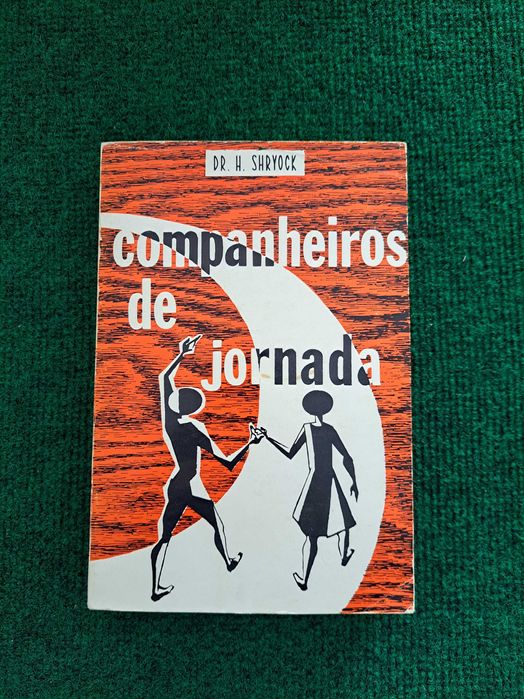 DR. H. SHRYOCK
companheiros
de
jornada